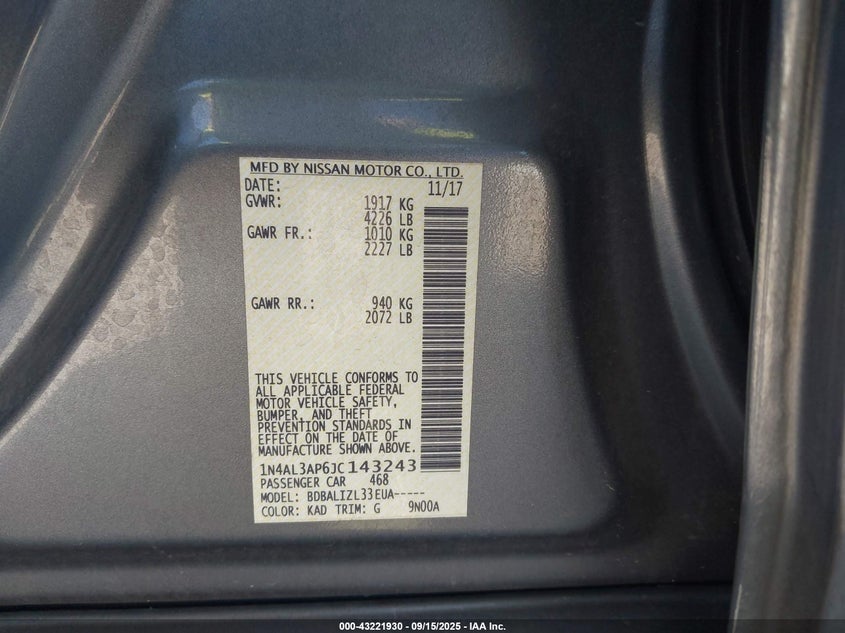 MFD BY NISSAN MOTOR CO., LTD.
DATE: 11/17
GVWR: 1917 KG
4226 LB
GAWR FR.: 1010 KG
2227 LB
GAWR RR.: 940 KG
2072 LB
THIS VEHICLE CONFORMS TO
ALL APPLICABLE FEDERAL
MOTOR VEHICLE SAFETY,
BUMPER, AND THEFT
PREVENTION STANDARDS IN
EFFECT ON THE DATE OF
MANUFACTURE SHOWN ABOVE.
1N4AL3AP6JC143243
PASSENGER CAR 468
MODEL: BDBALIZL33EUA-----
COLOR: KAD TRIM: G 9N00A
000-43221930 - 09/15/2025 - IAA Inc.